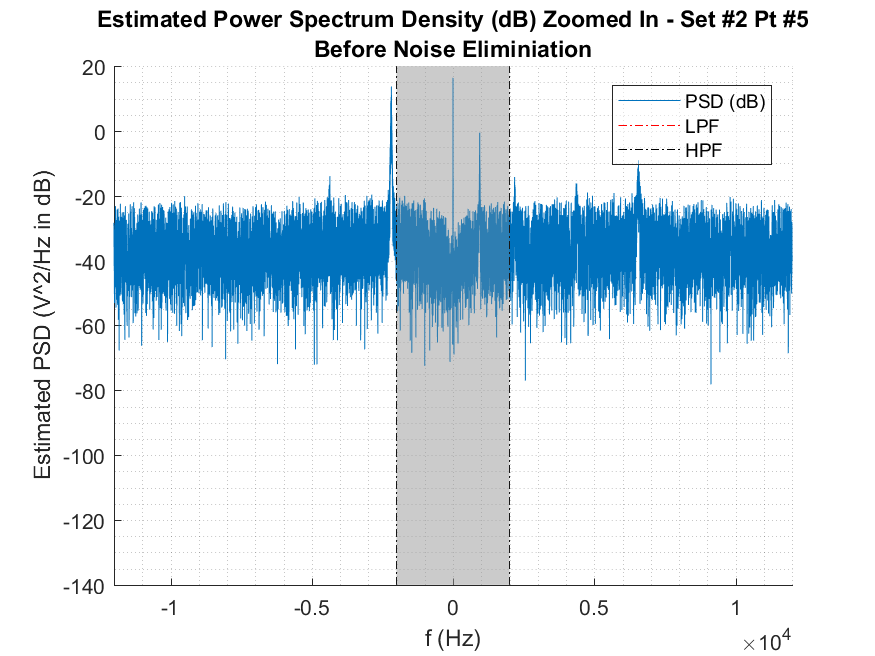 Estimated Power Spectrum Density (dB) Zoomed In - Set #2 Pt #5
Before Noise Eliminiation
20
0
-20
-40
-60
-80
-100
-120
-140
Estimated PSD (V^2/Hz in dB)
PSD (dB)
LPF
HPF
-1
-0.5
0
0.5
1
×10⁴
f (Hz)